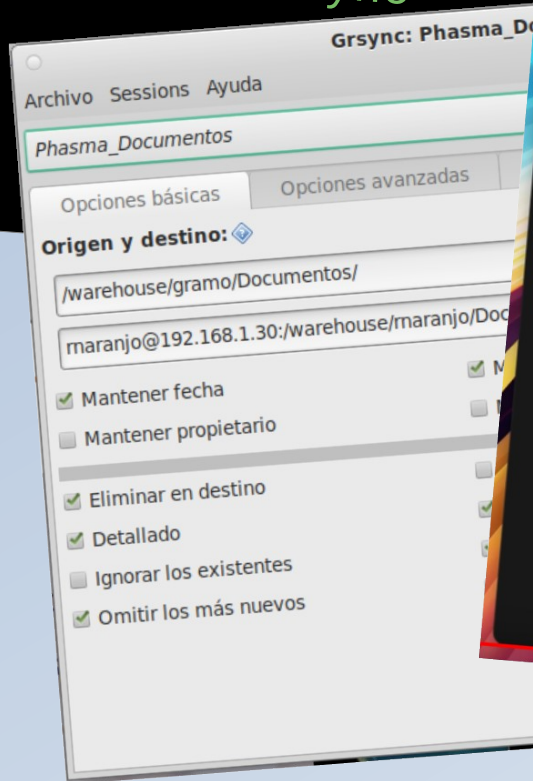 Grsync: Phasma_Do
Archivo Sessions Ayuda
Phasma_Documentos
Opciones básicas Opciones avanzadas
Origen y destino:
/warehouse/gramo/Documentos/
rnaranjo@192.168.1.30:/warehouse/rnaranjo/Doc
Mantener fecha
Mantener propietario
Eliminar en destino
Detallado
Ignorar los existentes
Omitir los más nuevos